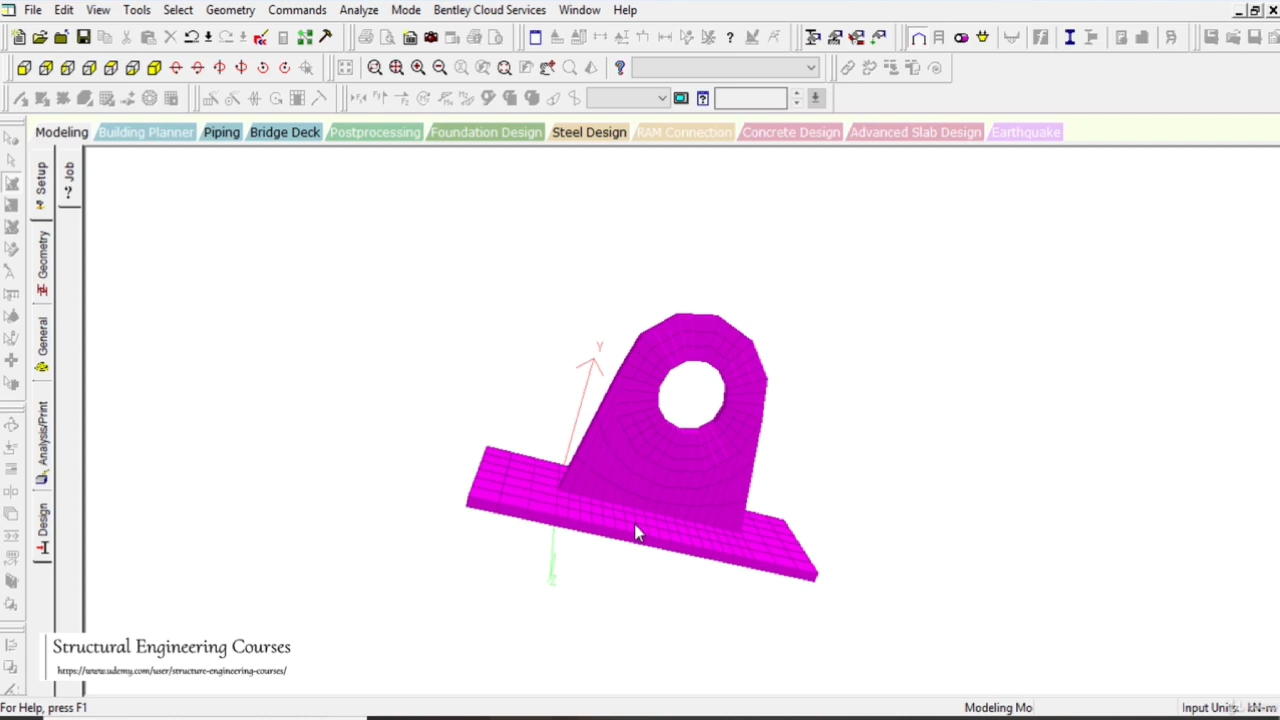 File Edit View Tools Select Geometry Commands Analyze Mode Bentley Cloud Services Window Help
Modeling Building Planner Piping Bridge Deck Postprocessing Foundation Design Steel Design RAM Connection Concrete Design Advanced Slab Design Earthquake
Setup
? Job
Geometry
General
Analysis/Print
Design
Y
Z
Structural Engineering Courses
https://www.udemy.com/user/structure-engineering-courses/
For Help, press F1
Modeling Mo
Input Units: kN-m